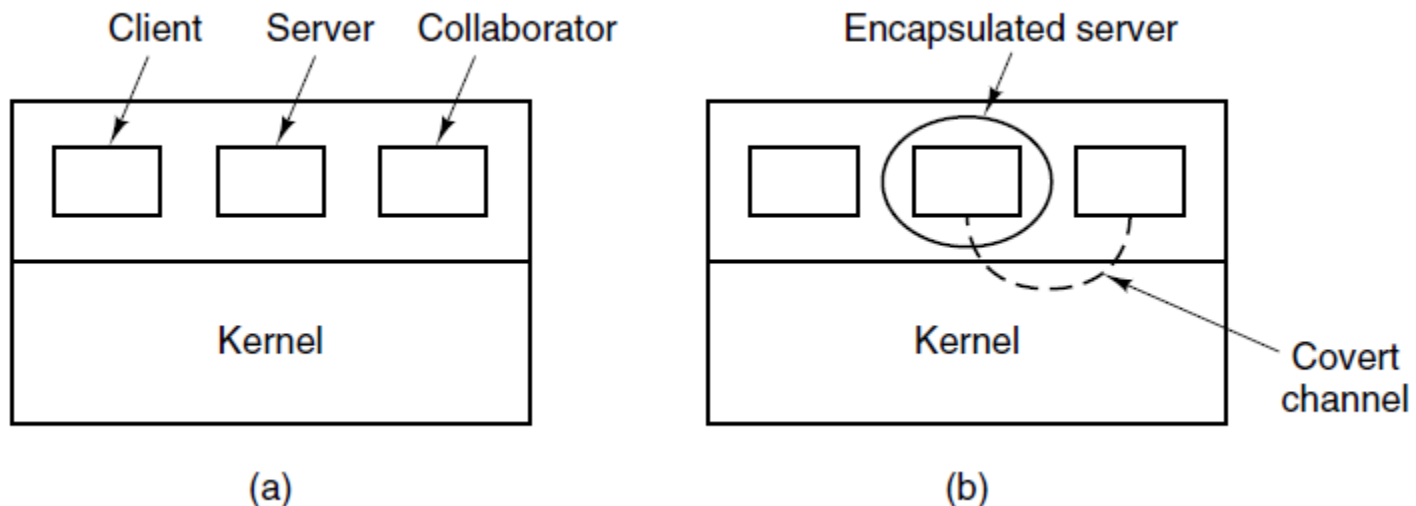 Client Server Collaborator
Encapsulated server
Kernel
Kernel
Covert
channel
(a)
(b)